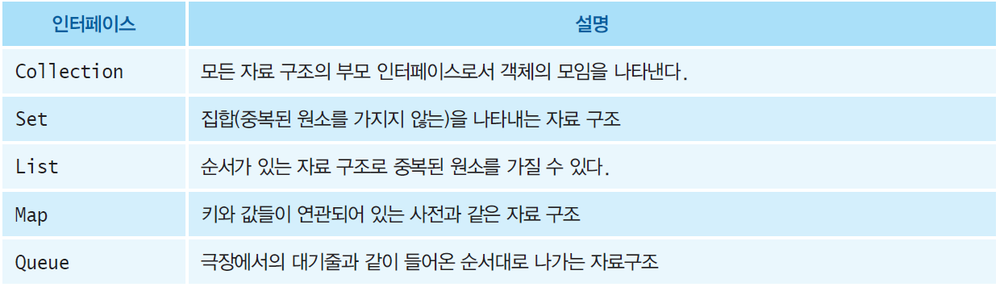 인터페이스 설명
Collection 모든 자료 구조의 부모 인터페이스로서 객체의 모임을 나타낸다.
Set 집합(중복된 원소를 가지지 않는)을 나타내는 자료 구조
List 순서가 있는 자료 구조로 중복된 원소를 가질 수 있다.
Map 키와 값들이 연관되어 있는 사전과 같은 자료 구조
Queue 극장에서의 대기줄과 같이 들어온 순서대로 나가는 자료구조